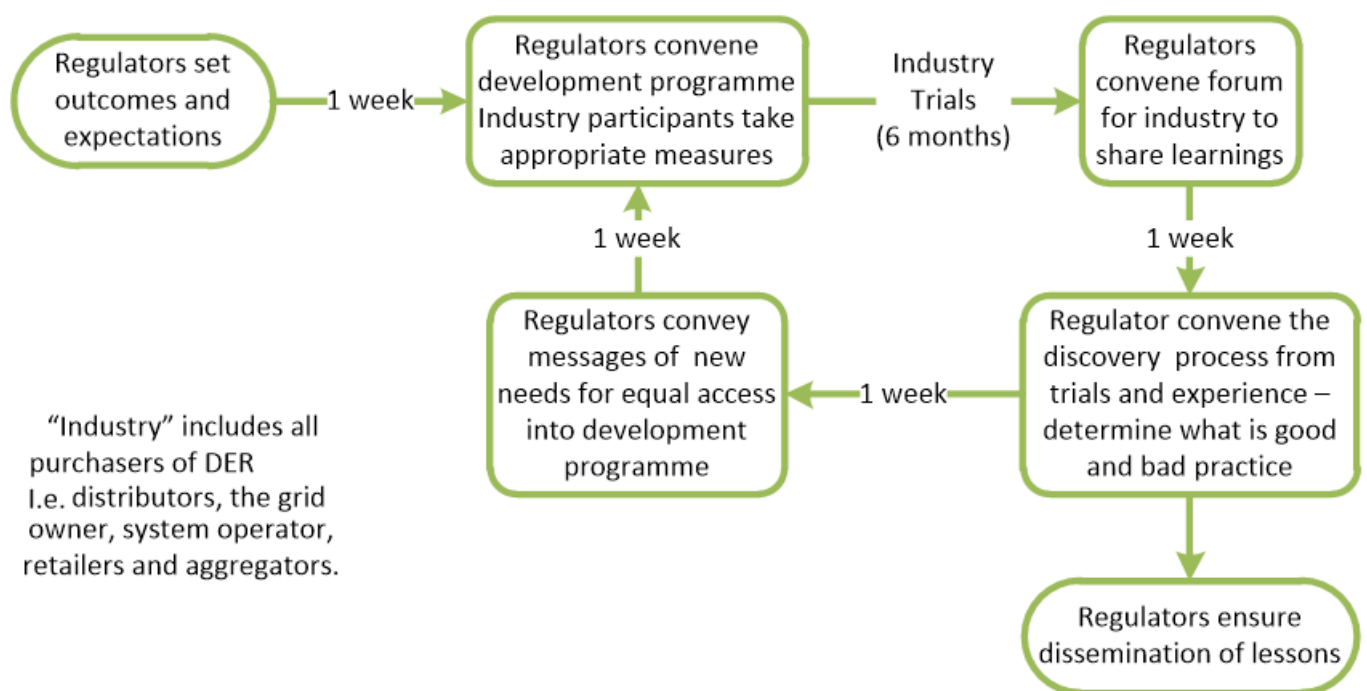 Regulators set
outcomes and
expectations
1 week
Regulators convene
development programme
Industry participants take
appropriate measures
Industry
Trials
(6 months)
Regulators
convene forum
for industry to
share learnings
1 week
1 week
Regulators convey
messages of new
needs for equal access
into development
programme
1 week
Regulator convene the
discovery process from
trials and experience –
determine what is good
and bad practice
“Industry” includes all
purchasers of DER
I.e. distributors, the grid
owner, system operator,
retailers and aggregators.
Regulators ensure
dissemination of lessons